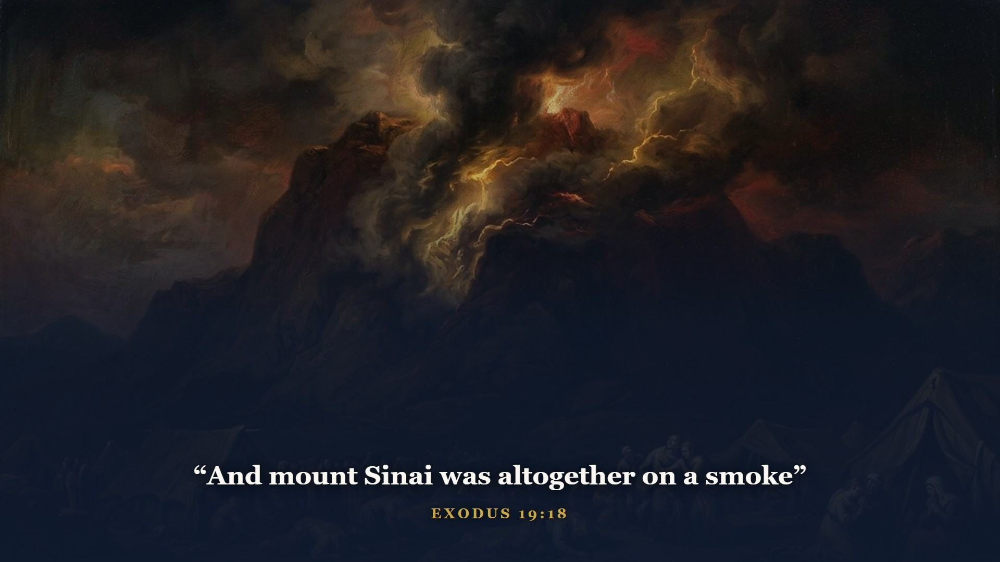 “And mount Sinai was altogether on a smoke”
EXODUS 19:18